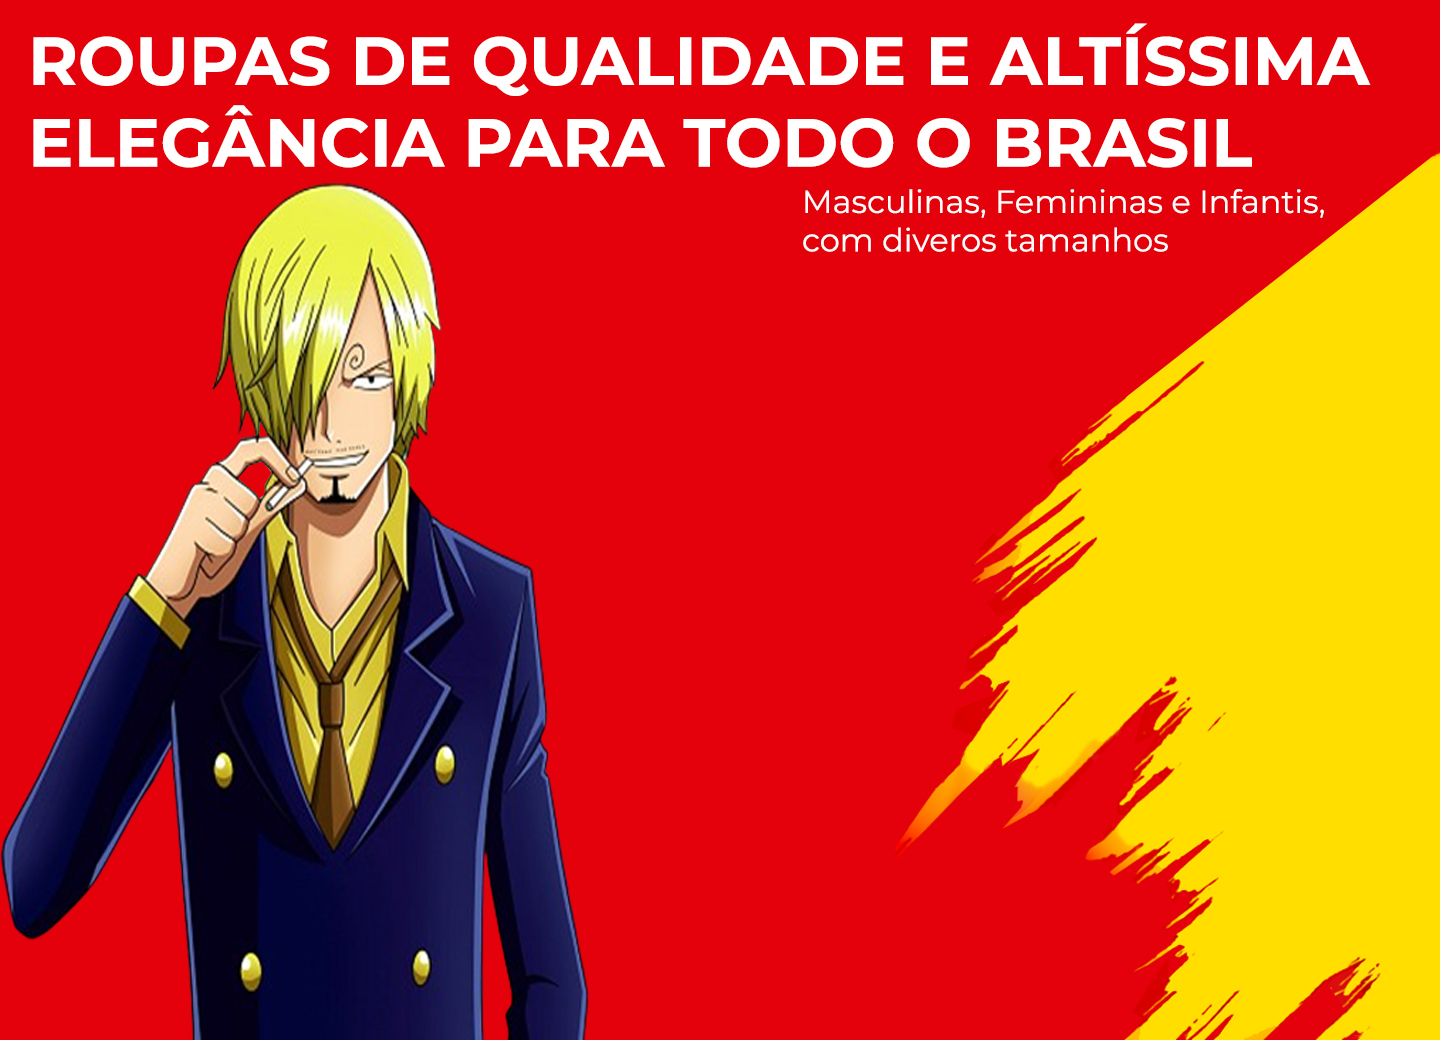 ROUPAS DE QUALIDADE E ALTÍSSIMA
ELEGÂNCIA PARA TODO O BRASIL
Masculinas, Femininas e Infantis,
com diveros tamanhos